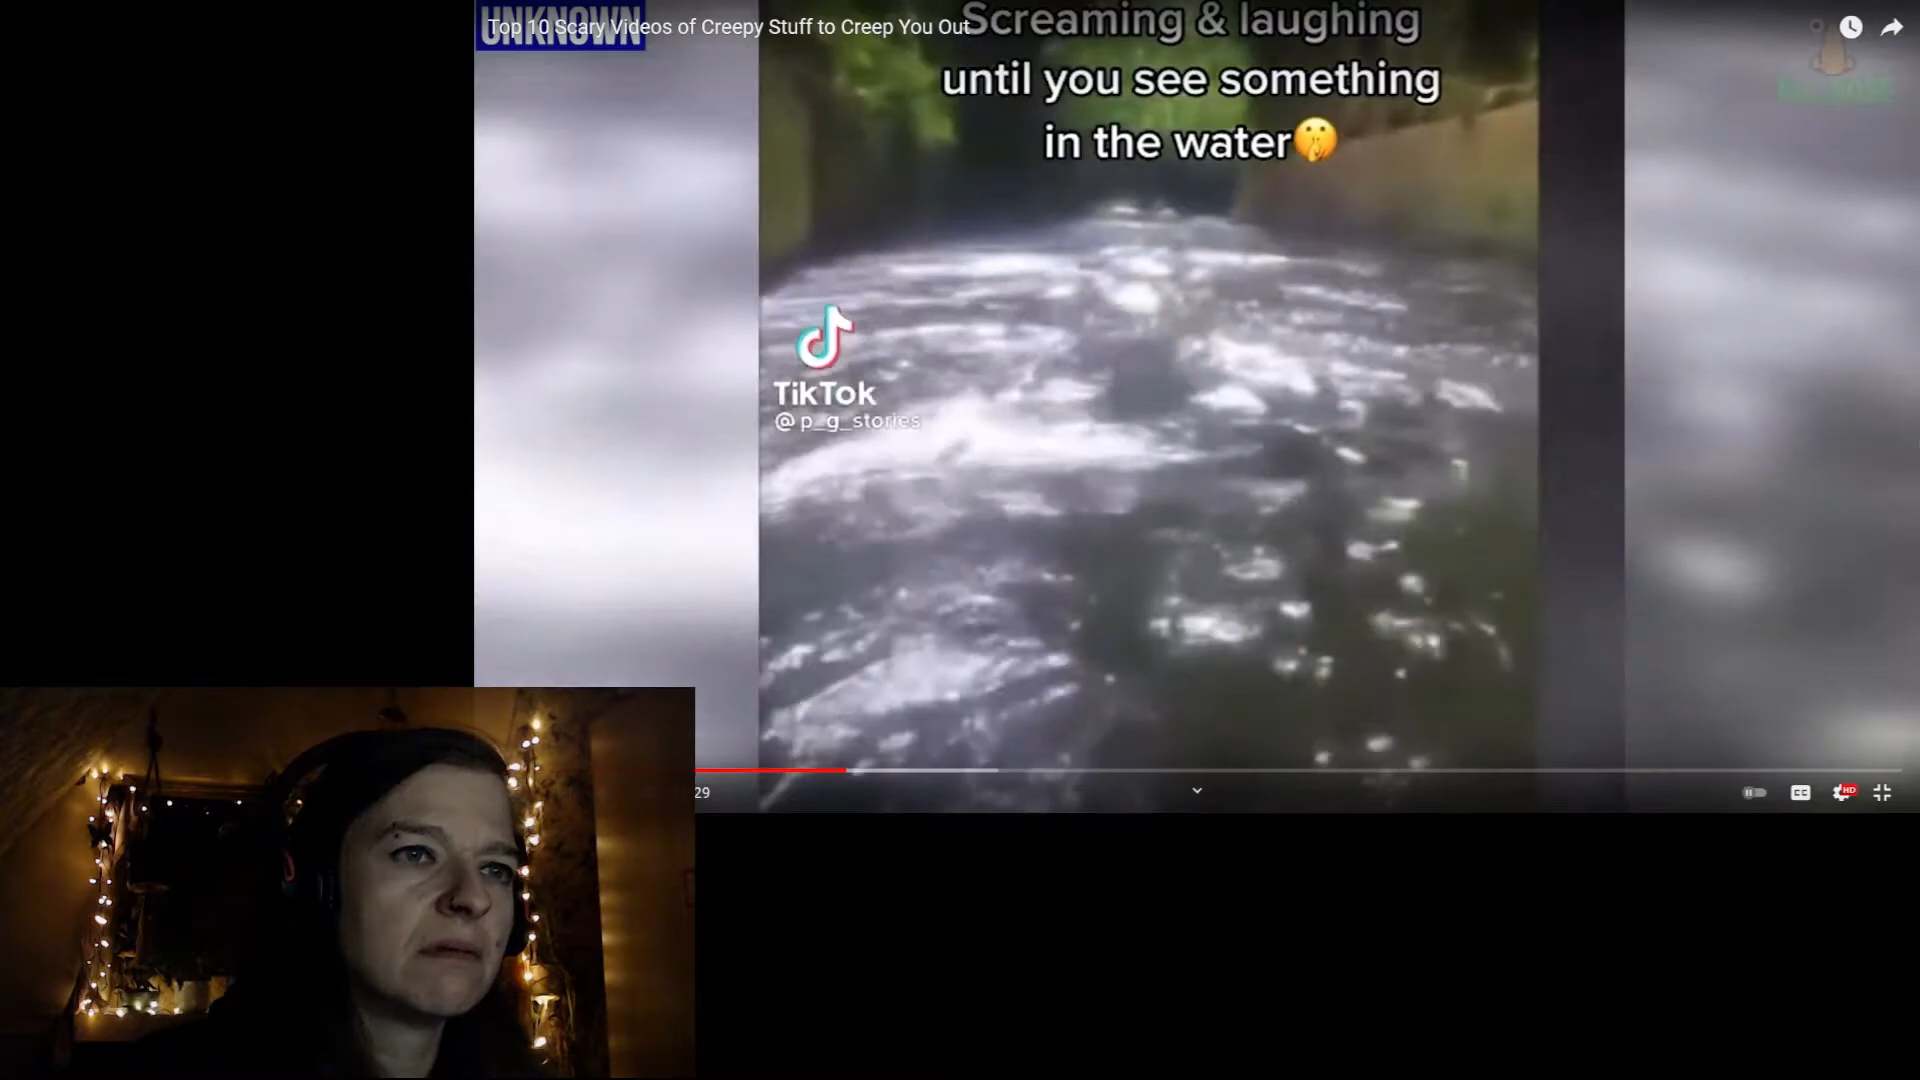 UNKNOWN
Top 10 Scary Videos of Creepy Stuff to Creep You Out
Screaming & laughing
until you see something
in the water🤫
TikTok
@ p_g_stories
29
CC
HD